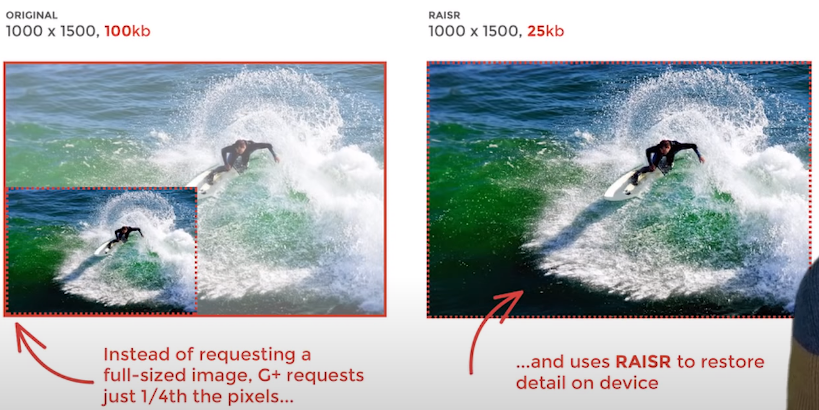 ORIGINAL
1000 x 1500, 100kb
RAISR
1000 x 1500, 25kb
Instead of requesting a
full-sized image, G+ requests
just 1/4th the pixels...
...and uses RAISR to restore
detail on device